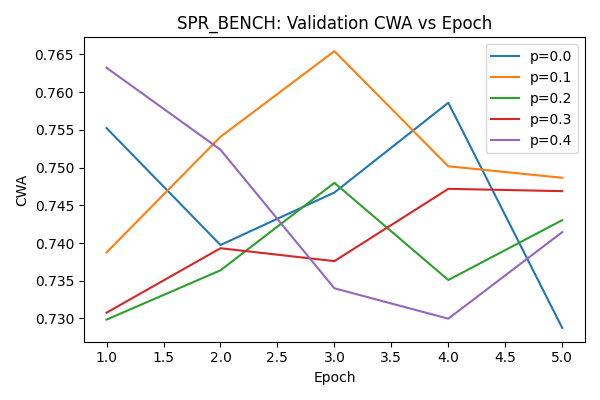 SPR_BENCH: Validation CWA vs Epoch
CWA
0.765
0.760
0.755
0.750
0.745
0.740
0.735
0.730
p=0.0
p=0.1
p=0.2
p=0.3
p=0.4
1.0 1.5 2.0 2.5 3.0 3.5 4.0 4.5 5.0
Epoch